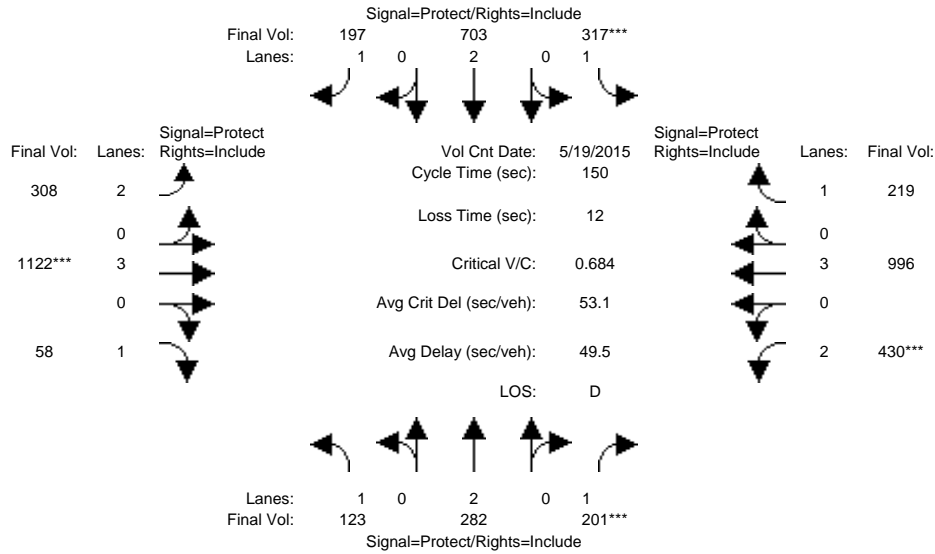 Signal=Protect/Rights=Include
Final Vol: 197 703 317***
Lanes: 1 0 2 0 1
Signal=Protect
Final Vol: Lanes: Rights=Include
Vol Cnt Date: 5/19/2015
Signal=Protect
Rights=Include Lanes: Final Vol:
Cycle Time (sec): 150
308 2
1 219
Loss Time (sec): 12
0
0
1122*** 3
Critical V/C: 0.684
3 996
0
Avg Crit Del (sec/veh): 53.1
0
58 1
Avg Delay (sec/veh): 49.5
2 430***
LOS: D
Lanes: 1 0 2 0 1
Final Vol: 123 282 201***
Signal=Protect/Rights=Include